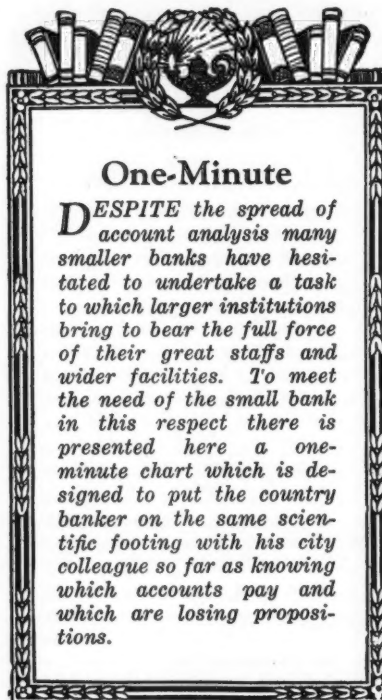 One-Minute
DESPITE the spread of
account analysis many
smaller banks have hesi-
tated to undertake a task
to which larger institutions
bring to bear the full force
of their great staffs and
wider facilities. To meet
the need of the small bank
in this respect there is
presented here a one-
minute chart which is de-
signed to put the country
banker on the same scien-
tific footing with his city
colleague so far as knowing
which accounts pay and
which are losing proposi-
tions.